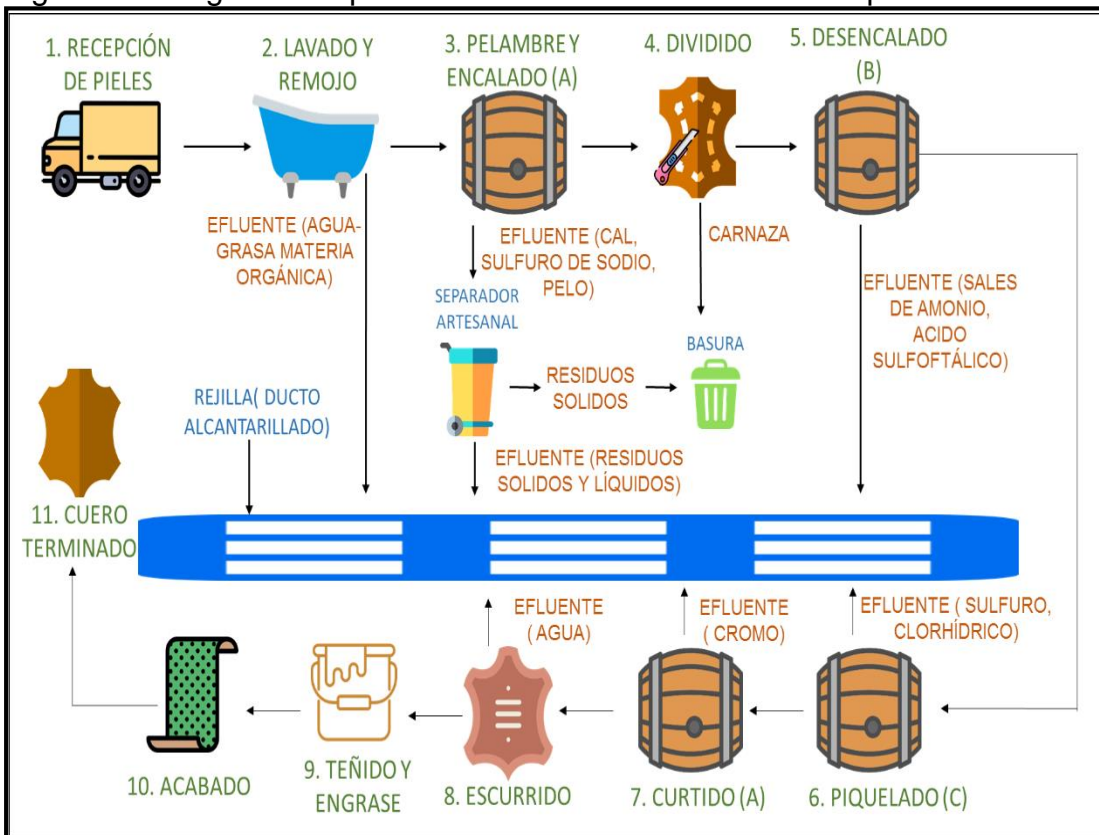 1. RECEPCIÓN
DE PIELES
2. LAVADO Y
REMOJO
3. PELAMBRE Y
ENCALADO (A)
4. DIVIDIDO
5. DESENCALADO
(B)
EFLUENTE (AGUA-
GRASA MATERIA
ORGÁNICA)
EFLUENTE (CAL,
SULFURO DE SODIO,
PELO)
CARNAZA
EFLUENTE (SALES
DE AMONIO,
ACIDO
SULFOFTÁLICO)
SEPARADOR
ARTESANAL
BASURA
RESIDUOS
SOLIDOS
REJILLA( DUCTO
ALCANTARILLADO)
EFLUENTE (RESIDUOS
SOLIDOS Y LÍQUIDOS)
11. CUERO
TERMINADO
EFLUENTE
( AGUA)
EFLUENTE
( CROMO)
EFLUENTE ( SULFURO,
CLORHÍDRICO)
10. ACABADO
9. TEÑIDO Y
ENGRASE
8. ESCURRIDO
7. CURTIDO (A)
6. PIQUELADO (C)